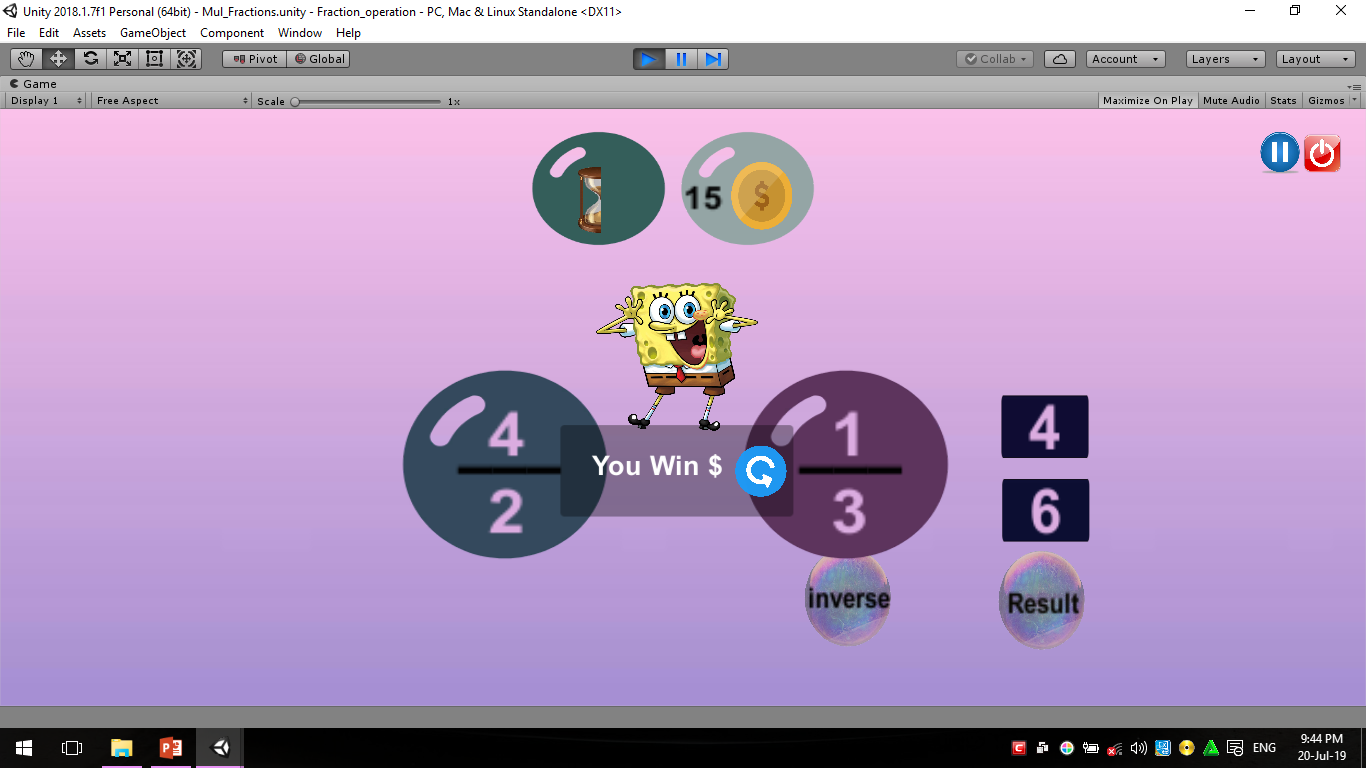 Unity 2018.1.7f1 Personal (64bit) - Mul_Fractions.unity - Fraction_operation - PC, Mac & Linux Standalone <DX11>
File Edit Assets GameObject Component Window Help
Pivot Global Collab Account Layers Layout
Game
Display 1 Free Aspect Scale 1x Maximize On Play Mute Audio Stats Gizmos
15 $
4 1 4
You Win $
2 3 6
inverse Result
ENG
9:44 PM
20-Jul-19